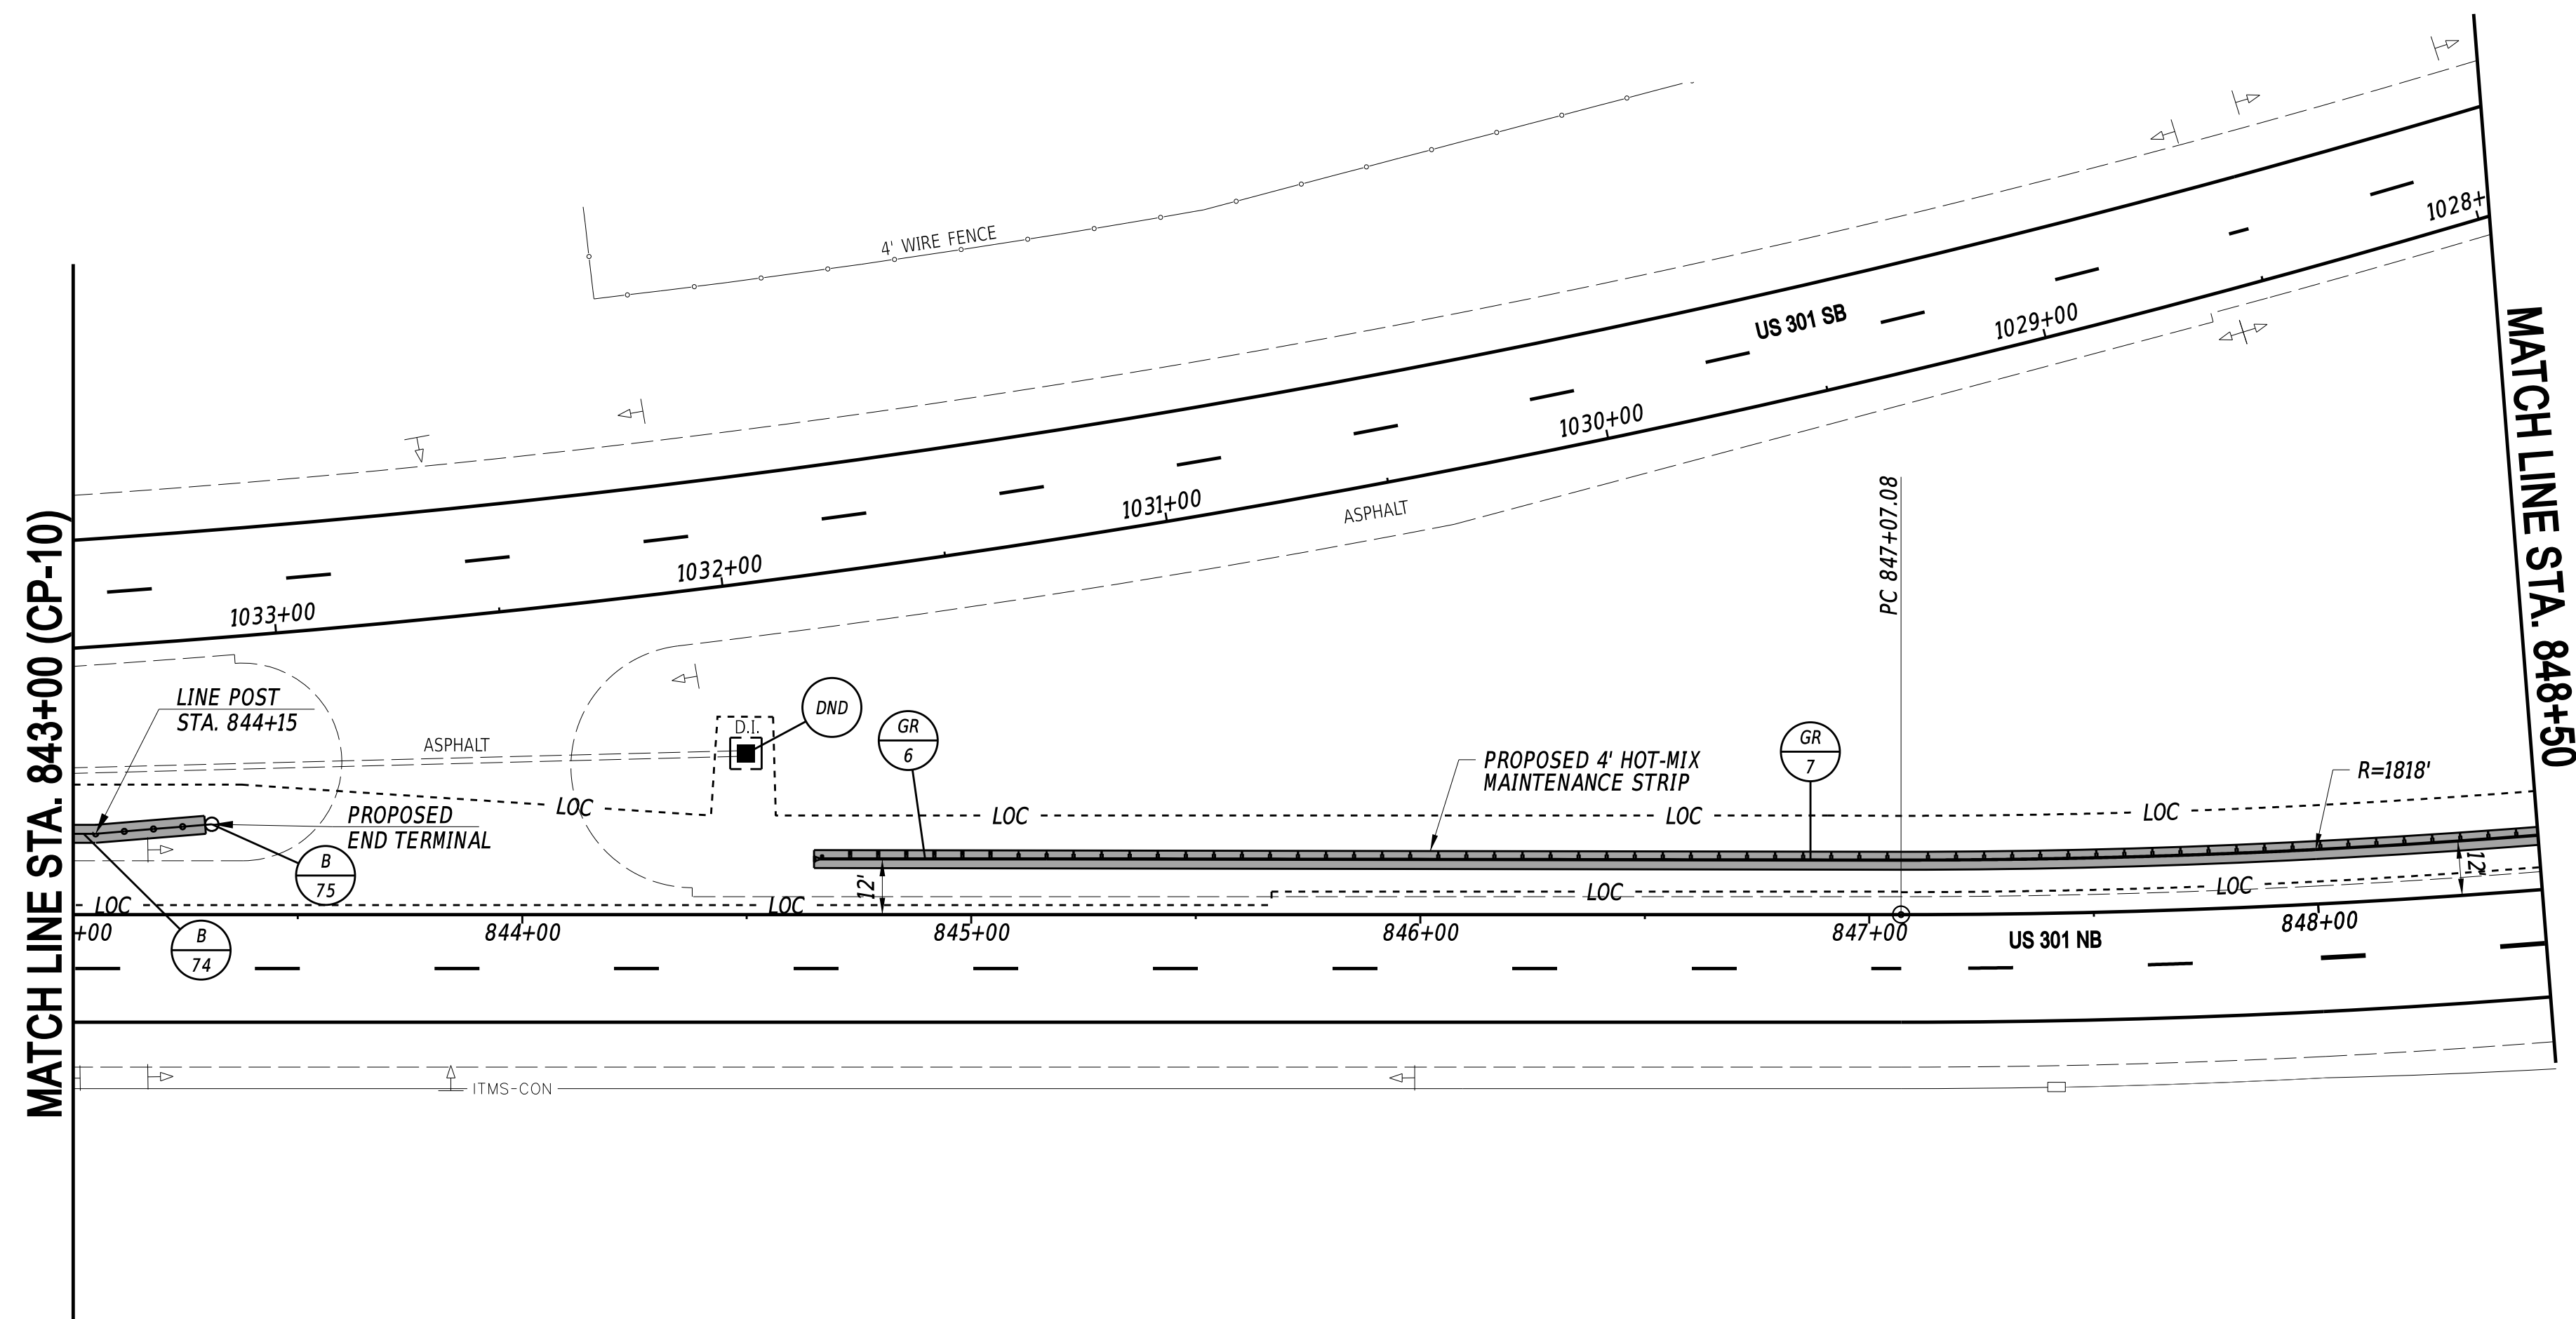 MATCH LINE STA. 843+00 (CP-10)
MATCH LINE STA. 848+50
4' WIRE FENCE
1028+
US 301 SB
1029+00
1030+00
1031+00
ASPHALT
1032+00
1033+00
PC 847+07.08
LINE POST
STA. 844+15
ASPHALT
D.I.
DND
GR
6
PROPOSED 4' HOT-MIX
MAINTENANCE STRIP
GR
7
R=1818'
LOC
LOC
LOC
LOC
PROPOSED
END TERMINAL
B
75
12'
12'
LOC
LOC
LOC
LOC
+00
B
74
844+00
845+00
846+00
847+00
US 301 NB
848+00
ITMS-CON